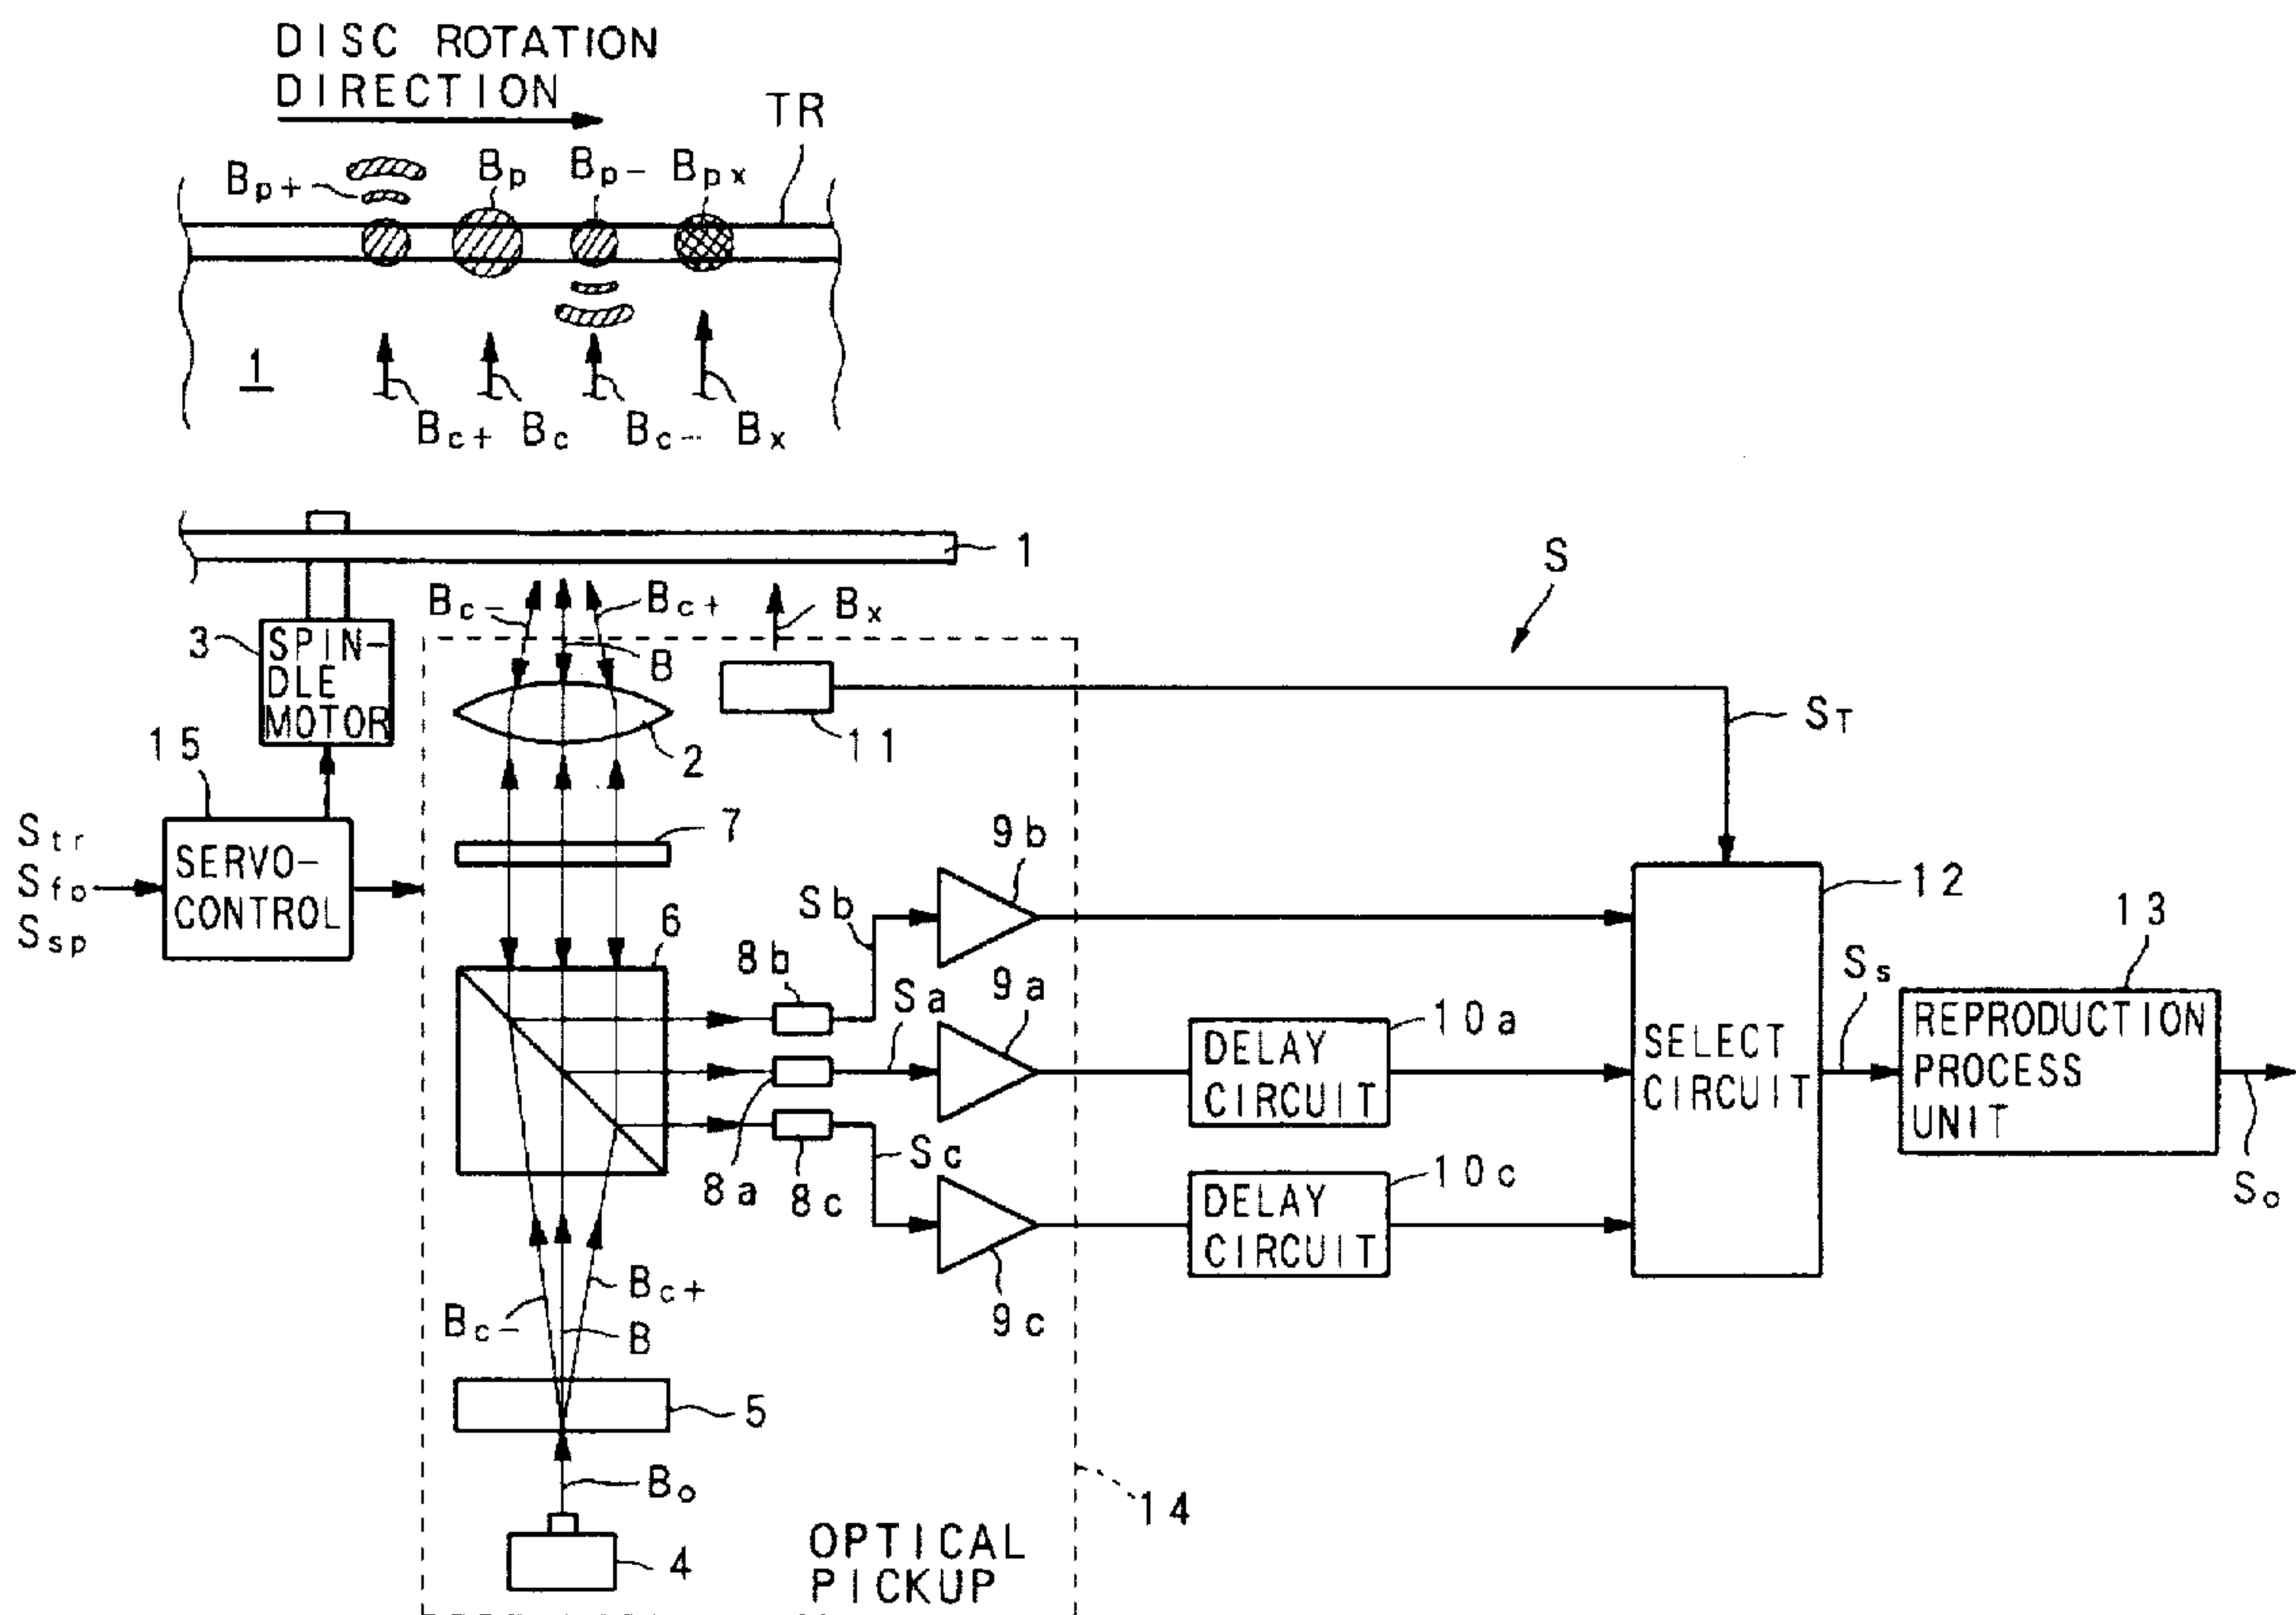 DISC ROTATION
DIRECTION
TR
Bp+
Bp
Bp-
Bpx
1
Bc+
Bc
Bc-
Bx
1
S
Bc-
Bc+
Bx
B
3
SPIN-
DLE
MOTOR
2
11
ST
15
Str
Sfo
Ssp
SERVO-
CONTROL
7
9b
12
6
8b
Sb
13
Sa
9a
10a
Ss
DELAY
CIRCUIT
SELECT
CIRCUIT
REPRODUCTION
PROCESS
UNIT
8a
8c
Sc
10c
So
DELAY
CIRCUIT
Bc-
Bc+
B
9c
5
Bo
14
4
OPTICAL
PICKUP